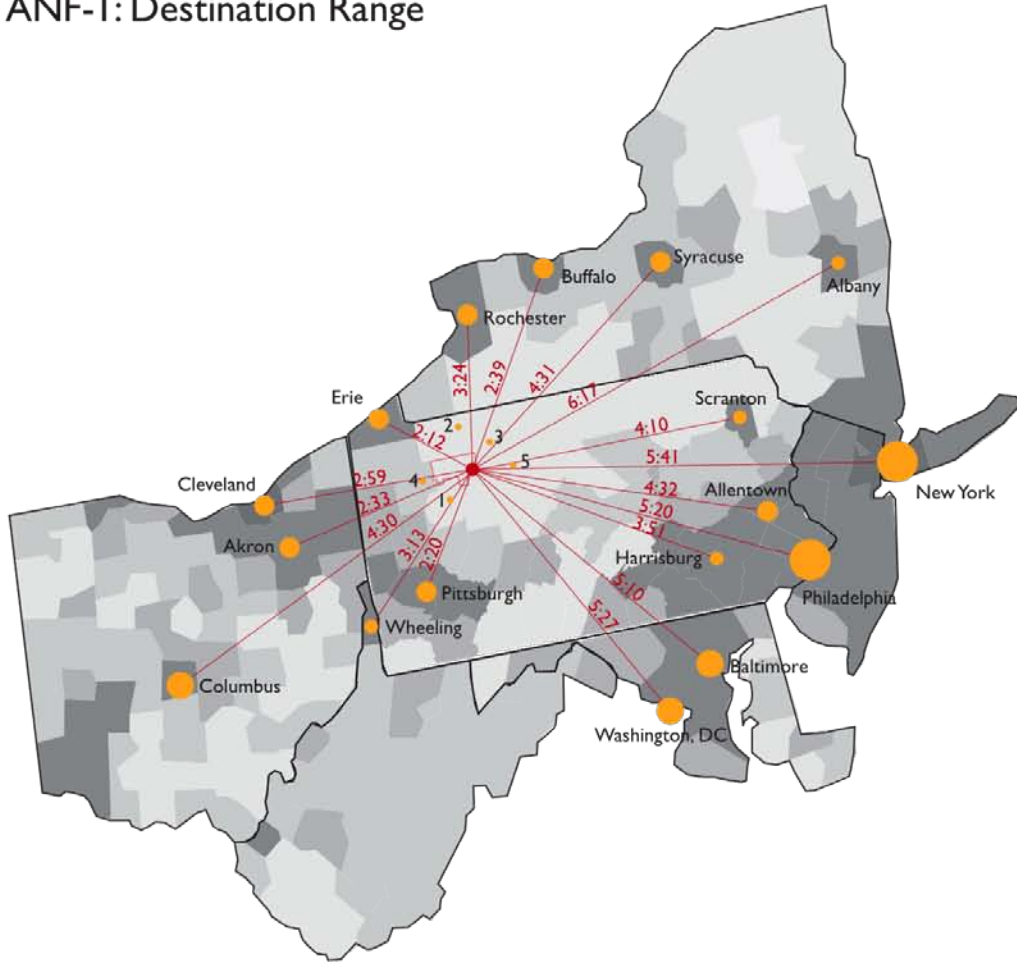 ANF-1: Destination Range
Syracuse
Buffalo
Albany
Rochester
3:24
2:39
4:31
6:17
Erie
Scranton
2:12
2
3
4:10
5
5:41
New York
Cleveland
2:59
4
4:32
Allentown
2:33
1
5:20
4:30
3:51
Akron
3:13
2:20
Harrisburg
5:10
Pittsburgh
Philadelphia
5:27
Wheeling
Baltimore
Columbus
Washington, DC